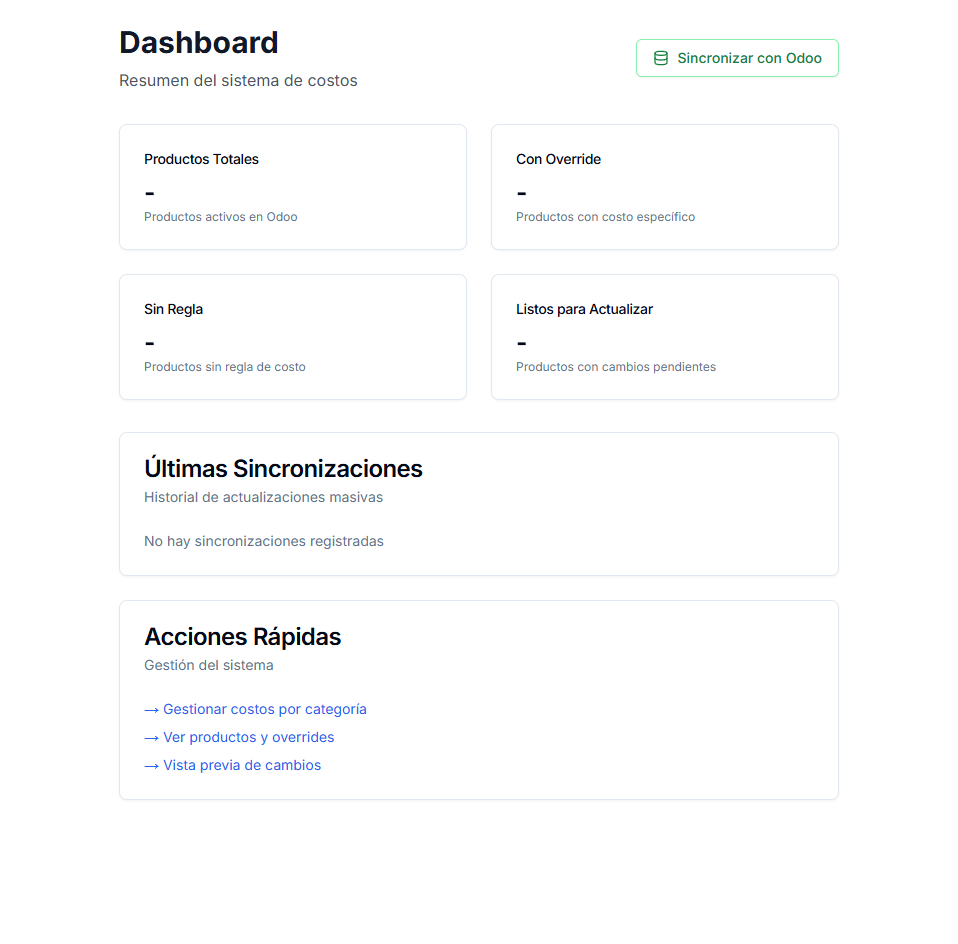 Dashboard
Resumen del sistema de costos
Sincronizar con Odoo
Productos Totales
-
Productos activos en Odoo
Con Override
-
Productos con costo específico
Sin Regla
-
Productos sin regla de costo
Listos para Actualizar
-
Productos con cambios pendientes
Últimas Sincronizaciones
Historial de actualizaciones masivas
No hay sincronizaciones registradas
Acciones Rápidas
Gestión del sistema
→ Gestionar costos por categoría
→ Ver productos y overrides
→ Vista previa de cambios